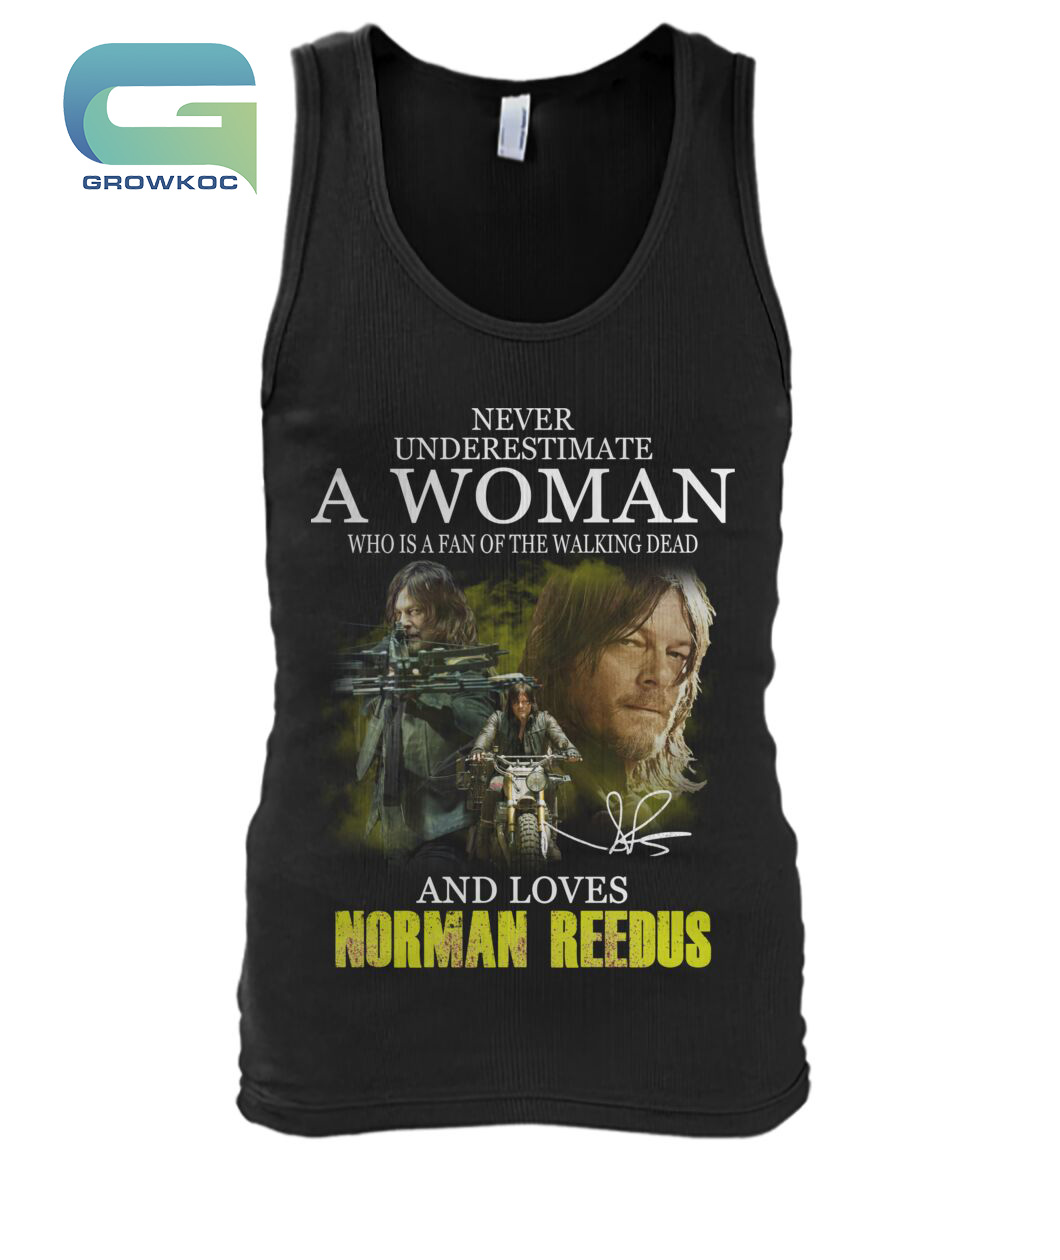 GROWKOC
NEVER
UNDERESTIMATE
A WOMAN
WHO IS A FAN OF THE WALKING DEAD
AND LOVES
NORMAN REEDUS